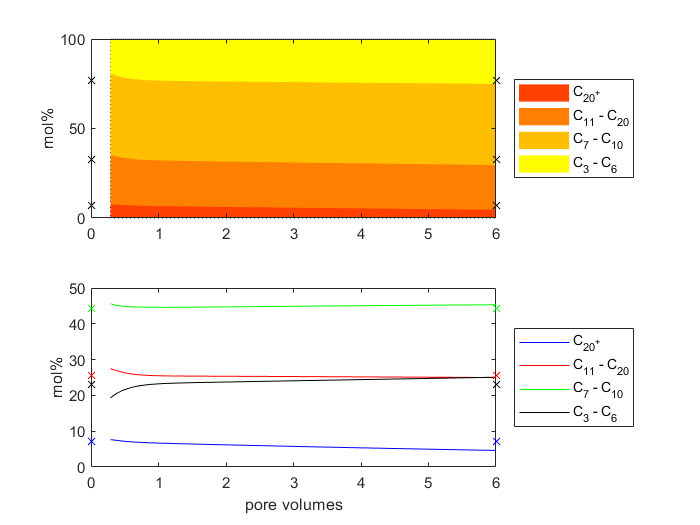 100
50
0
mol%
0 1 2 3 4 5 6
C20+
C11 - C20
C7 - C10
C3 - C6
50
40
30
20
10
0
mol%
0 1 2 3 4 5 6
pore volumes
C20+
C11 - C20
C7 - C10
C3 - C6